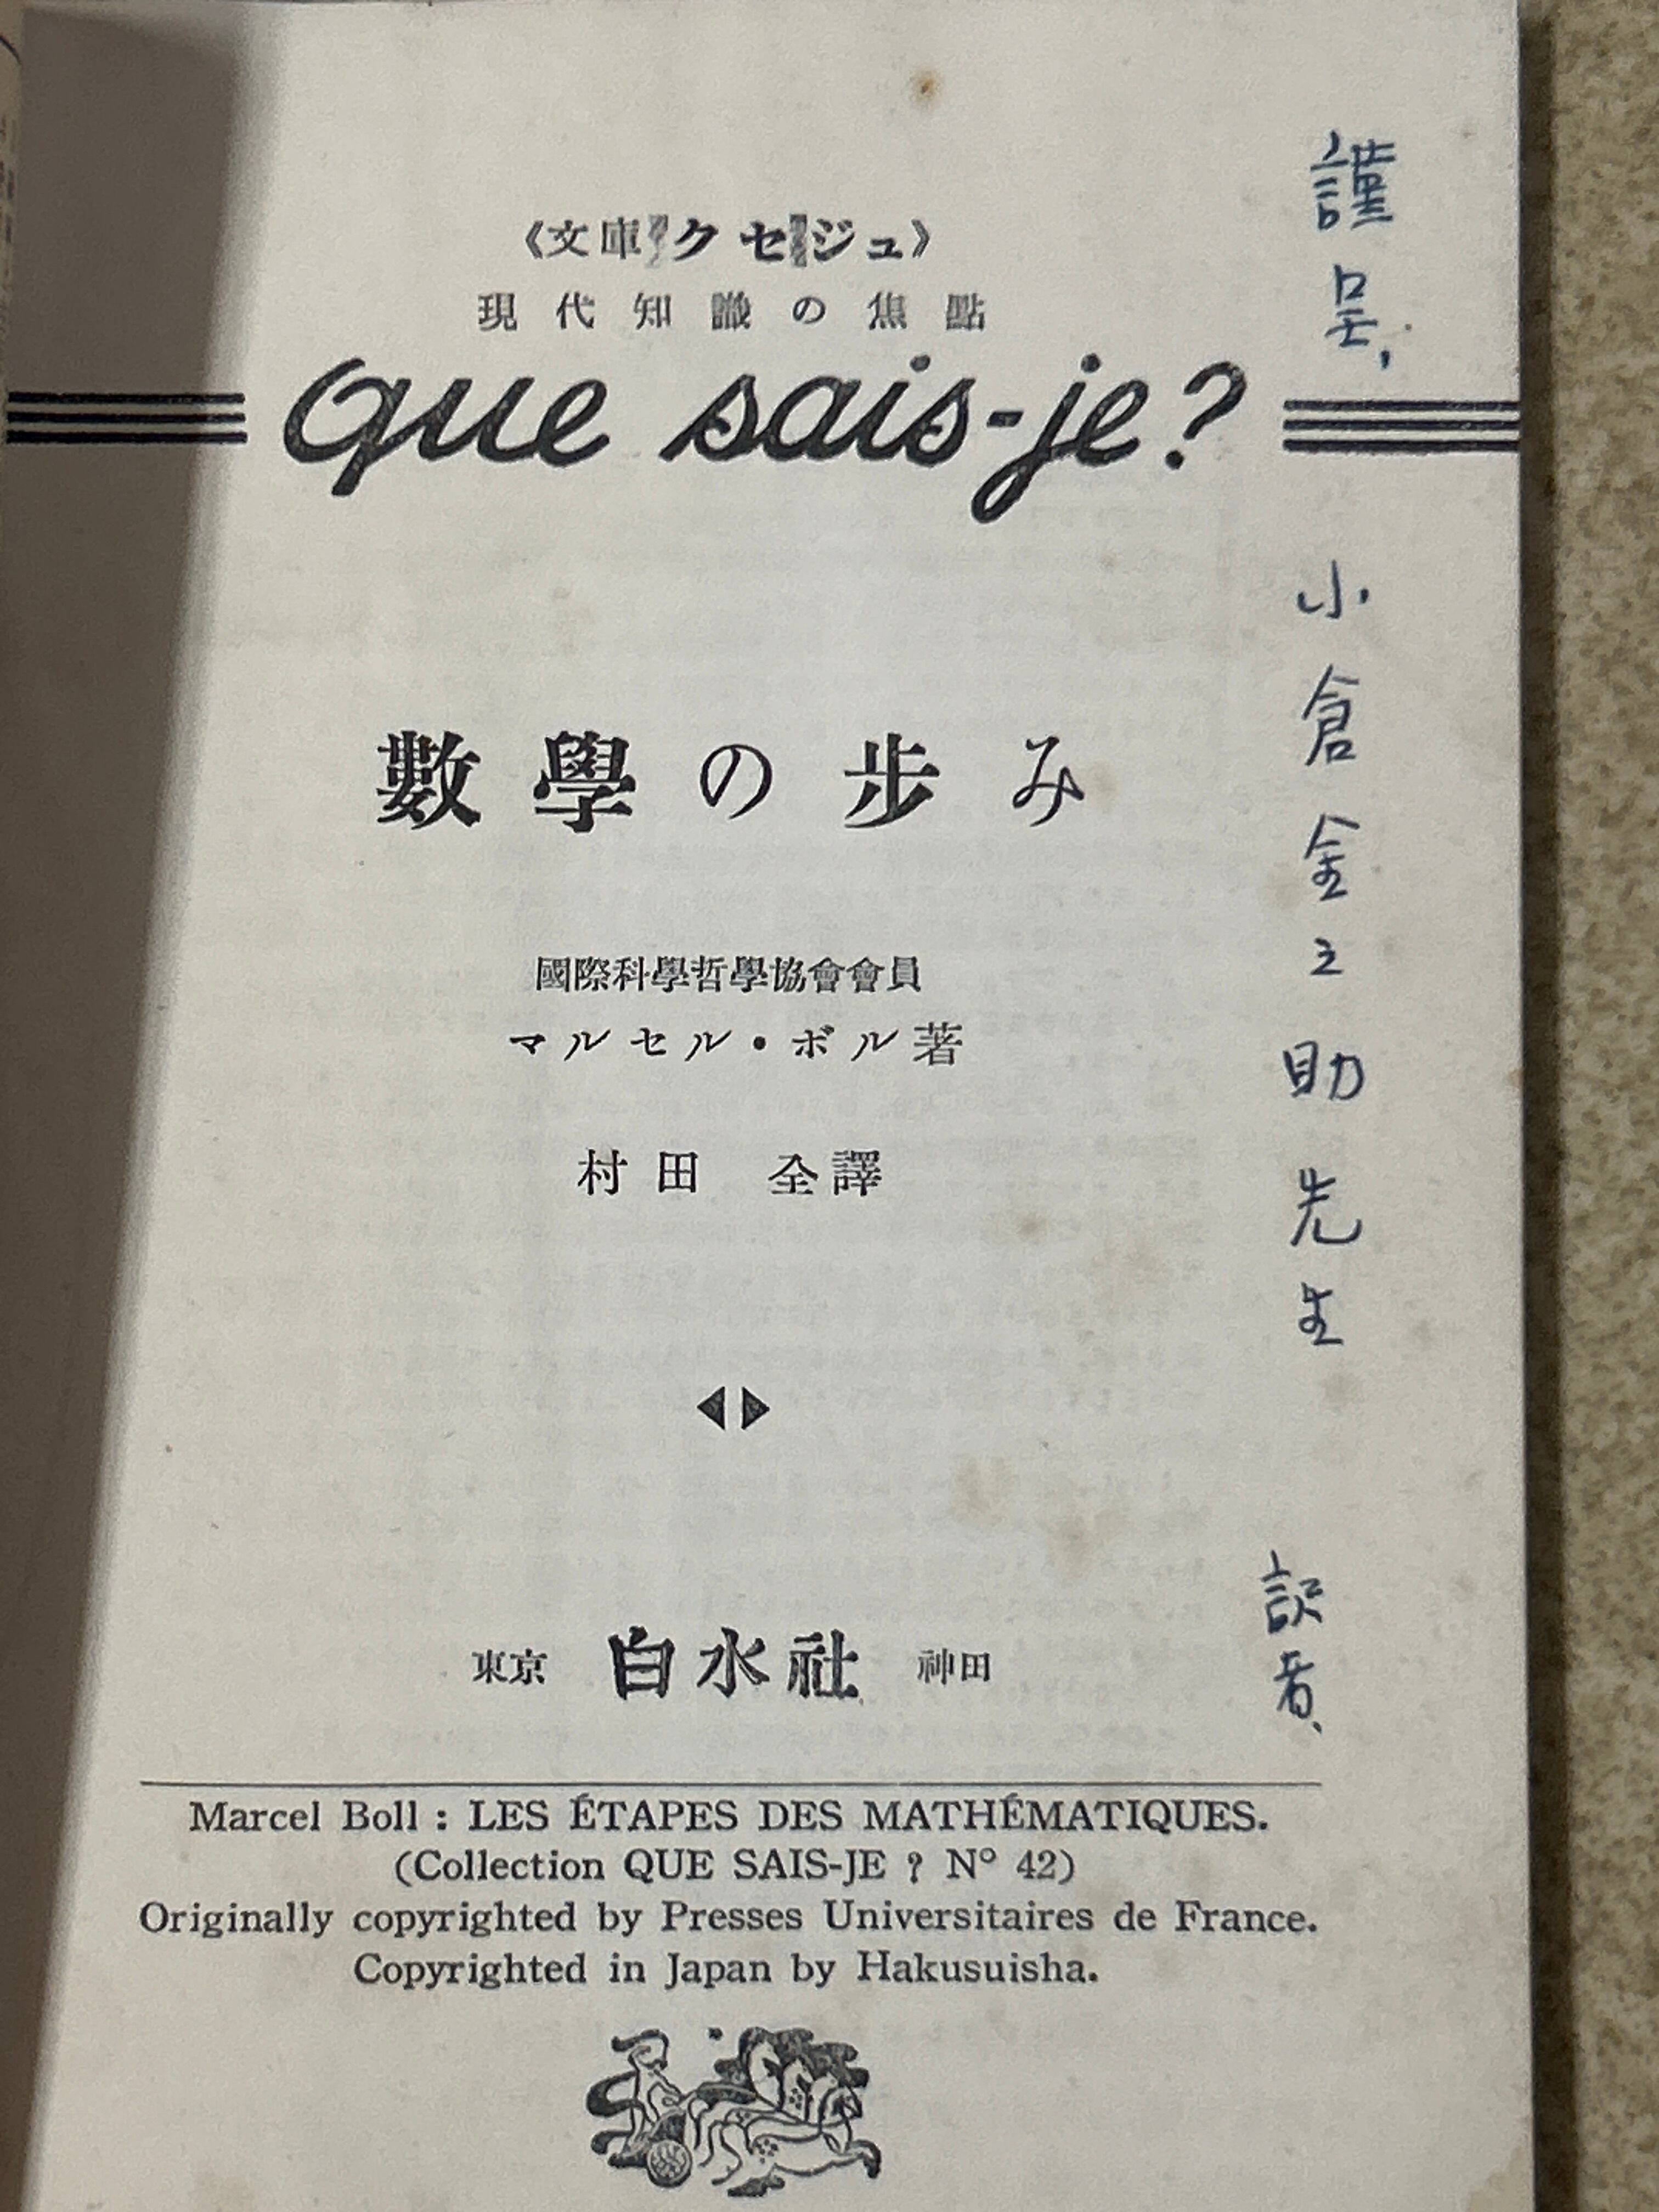 《文庫クセジュ》
現代知識の焦點
que sais-je?
數學の歩み
國際科學哲學協會會員
マルセル・ボル著
村田 全譯
東京 白水社 神田
Marcel Boll : LES ÉTAPES DES MATHÉMATIQUES.
(Collection QUE SAIS-JE ? N° 42)
Originally copyrighted by Presses Universitaires de France.
Copyrighted in Japan by Hakusuisha.
謹呈,
小倉金之助先生
訳者、